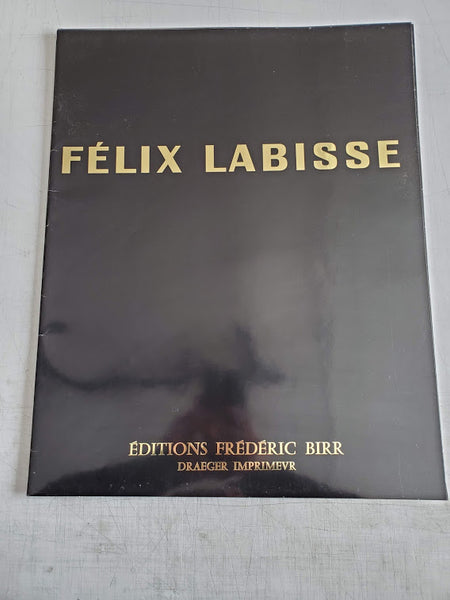 FÉLIX LABISSE
ÉDITIONS FRÉDÉRIC BIRR
DRAEGER IMPRIMEVR